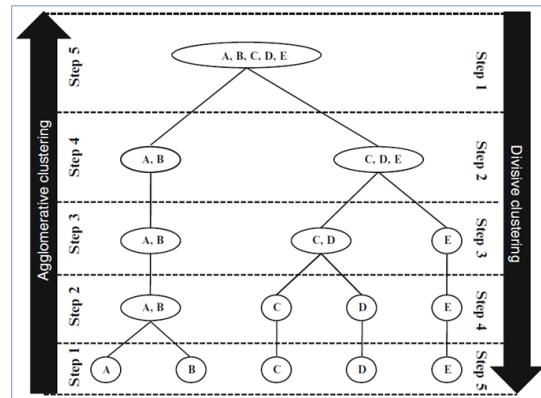 Agglomerative clustering
Step 5
A, B, C, D, E
Step 1
Step 4
A, B
C, D, E
Step 2
Step 3
A, B
C, D
E
Step 3
Step 2
A, B
C
D
E
Step 4
Step 1
A
B
C
D
E
Step 5
Divisive clustering